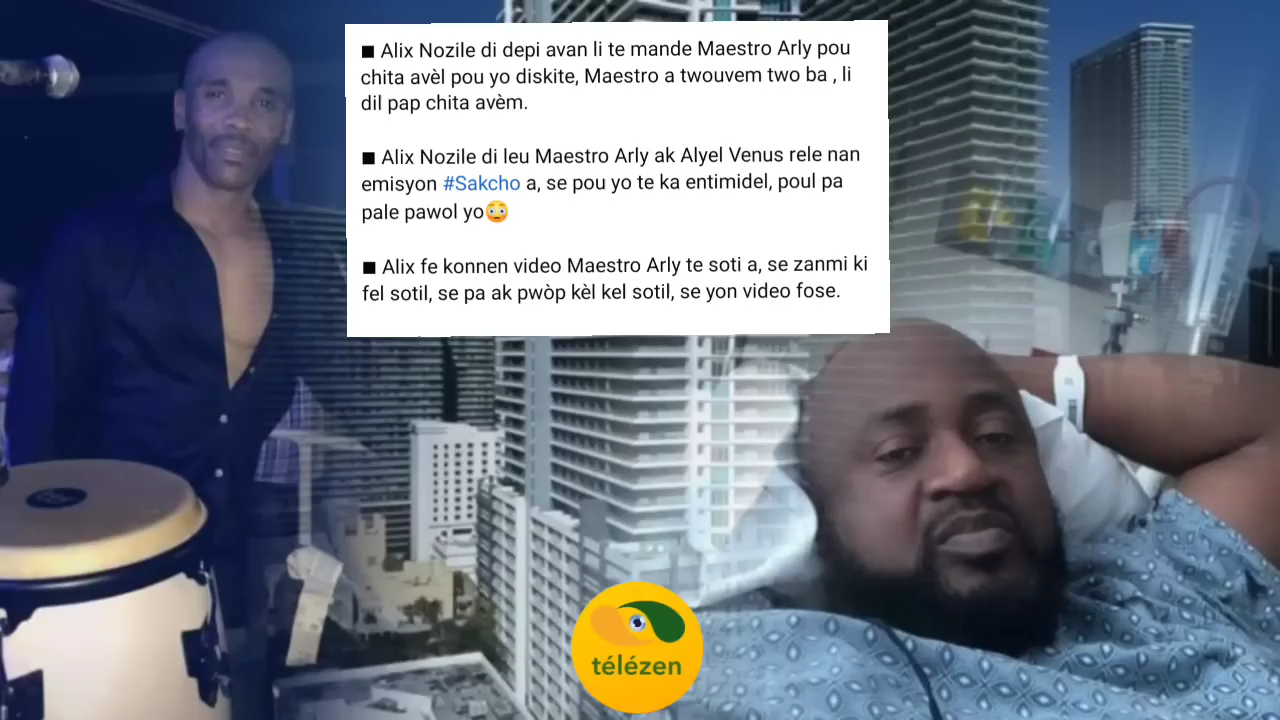 ■ Alix Nozile di depi avan li te mande Maestro Arly pou
chita avèl pou yo diskite, Maestro a twouvem two ba , li
dil pap chita avèm.
■ Alix Nozile di leu Maestro Arly ak Alyel Venus rele nan
emisyon #Sakcho a, se pou yo te ka entimidel, poul pa
pale pawol yo😳
■ Alix fe konnen video Maestro Arly te soti a, se zanmi ki
fel sotil, se pa ak pwòp kèl kel sotil, se yon video fose.
télézen